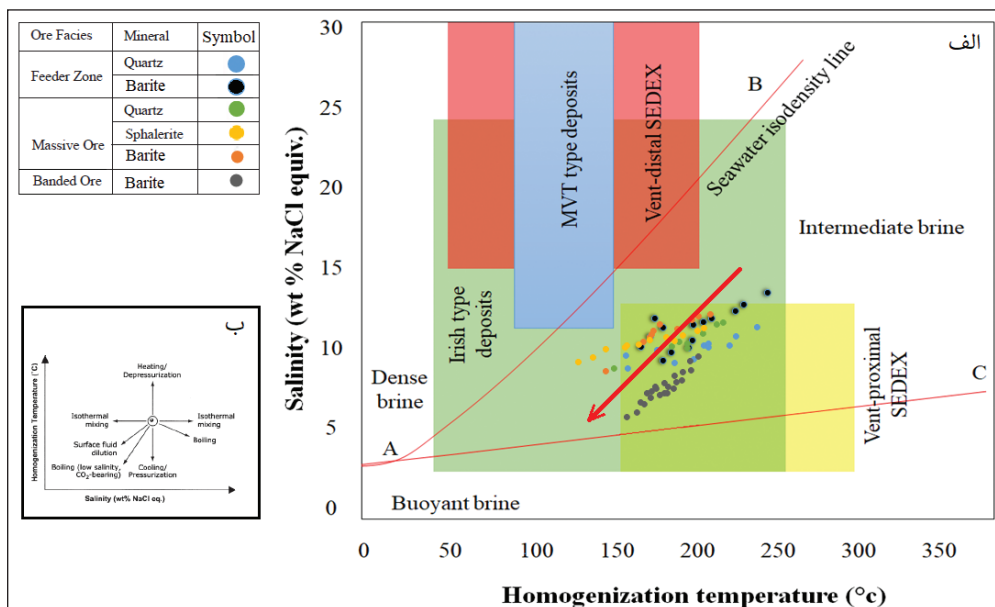 Ore Facies Mineral Symbol
Feeder Zone
Quartz
Barite
Massive Ore
Quartz
Sphalerite
Barite
Banded Ore
Barite
ب
Homogenization Temperature (°C)
Heating/
Depressurization
Isothermal
mixing
Isothermal
mixing
Surface fluid
dilution
Boiling
Boiling (low salinity,
CO2-bearing)
Cooling/
Pressurization
Salinity (wt% NaCl eq.)
الف
Salinity (wt % NaCl equiv.)
30
25
20
15
10
5
0
Irish type
deposits
MVT type deposits
Vent-distal SEDEX
B
Seawater isodensity line
Intermediate brine
Dense
brine
A
C
Vent-proximal
SEDEX
Buoyant brine
0 50 100 150 200 250 300 350
Homogenization temperature (°c)